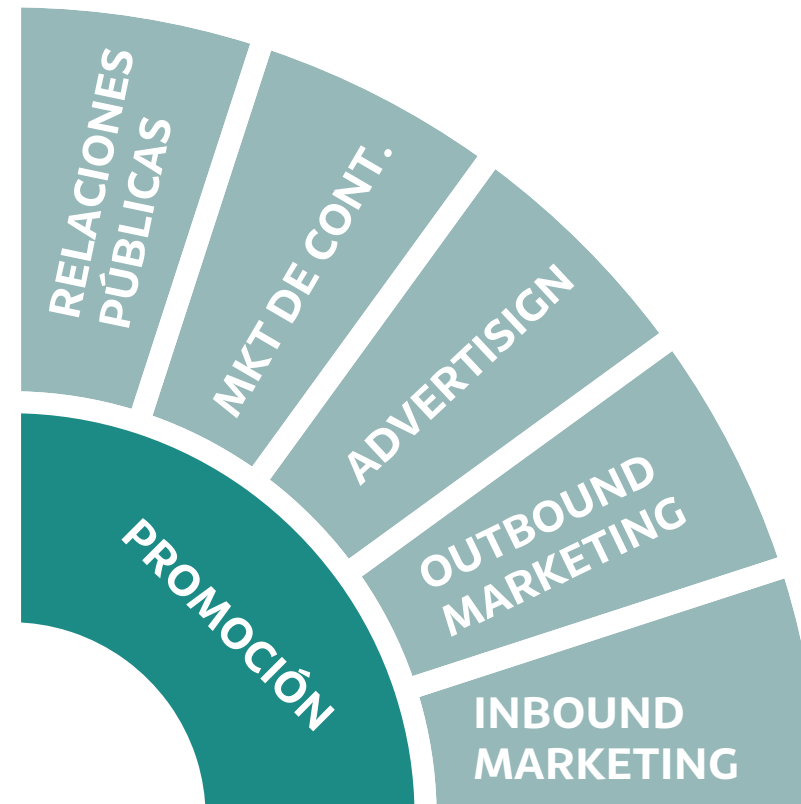 RELACIONES
PÚBLICAS
MKT DE CONT.
ADVERTISIGN
OUTBOUND
MARKETING
INBOUND
MARKETING
PROMOCIÓN